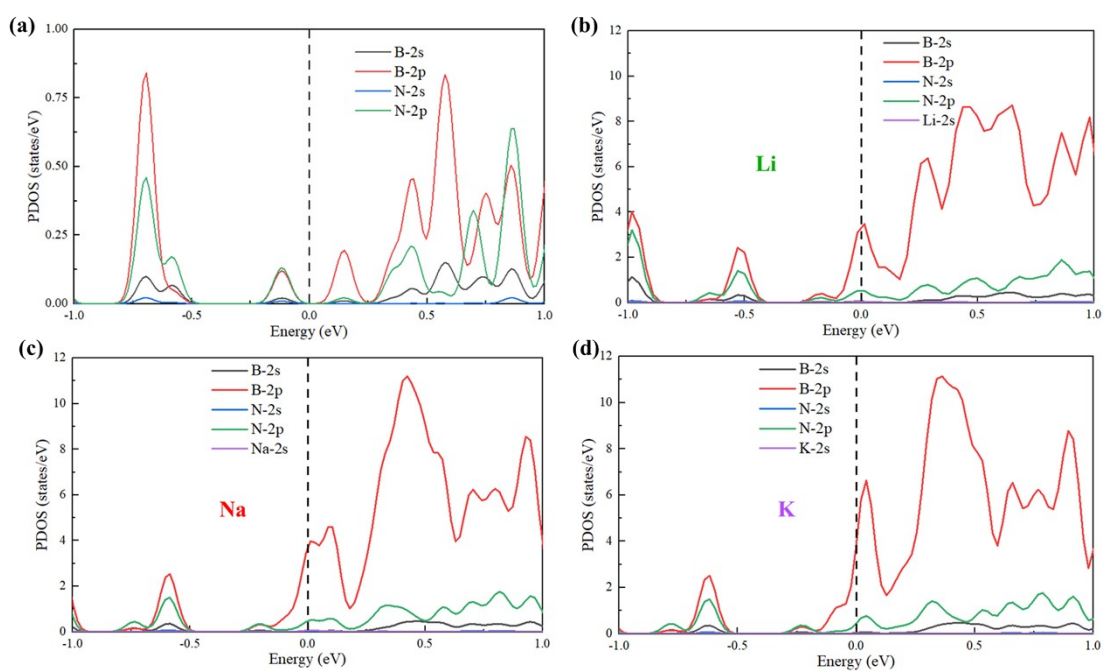 (a)
1.00
0.75
0.50
0.25
0.00
PDOS (states/eV)
B-2s
B-2p
N-2s
N-2p
-1.0 -0.5 0.0 0.5 1.0
Energy (eV)
(b)
12
10
8
6
4
2
0
PDOS (states/eV)
B-2s
B-2p
N-2s
N-2p
Li-2s
Li
-1.0 -0.5 0.0 0.5 1.0
Energy (eV)
(c)
12
10
8
6
4
2
0
PDOS (states/eV)
B-2s
B-2p
N-2s
N-2p
Na-2s
Na
-1.0 -0.5 0.0 0.5 1.0
Energy (eV)
(d)
12
10
8
6
4
2
0
PDOS (states/eV)
B-2s
B-2p
N-2s
N-2p
K-2s
K
-1.0 -0.5 0.0 0.5 1.0
Energy (eV)